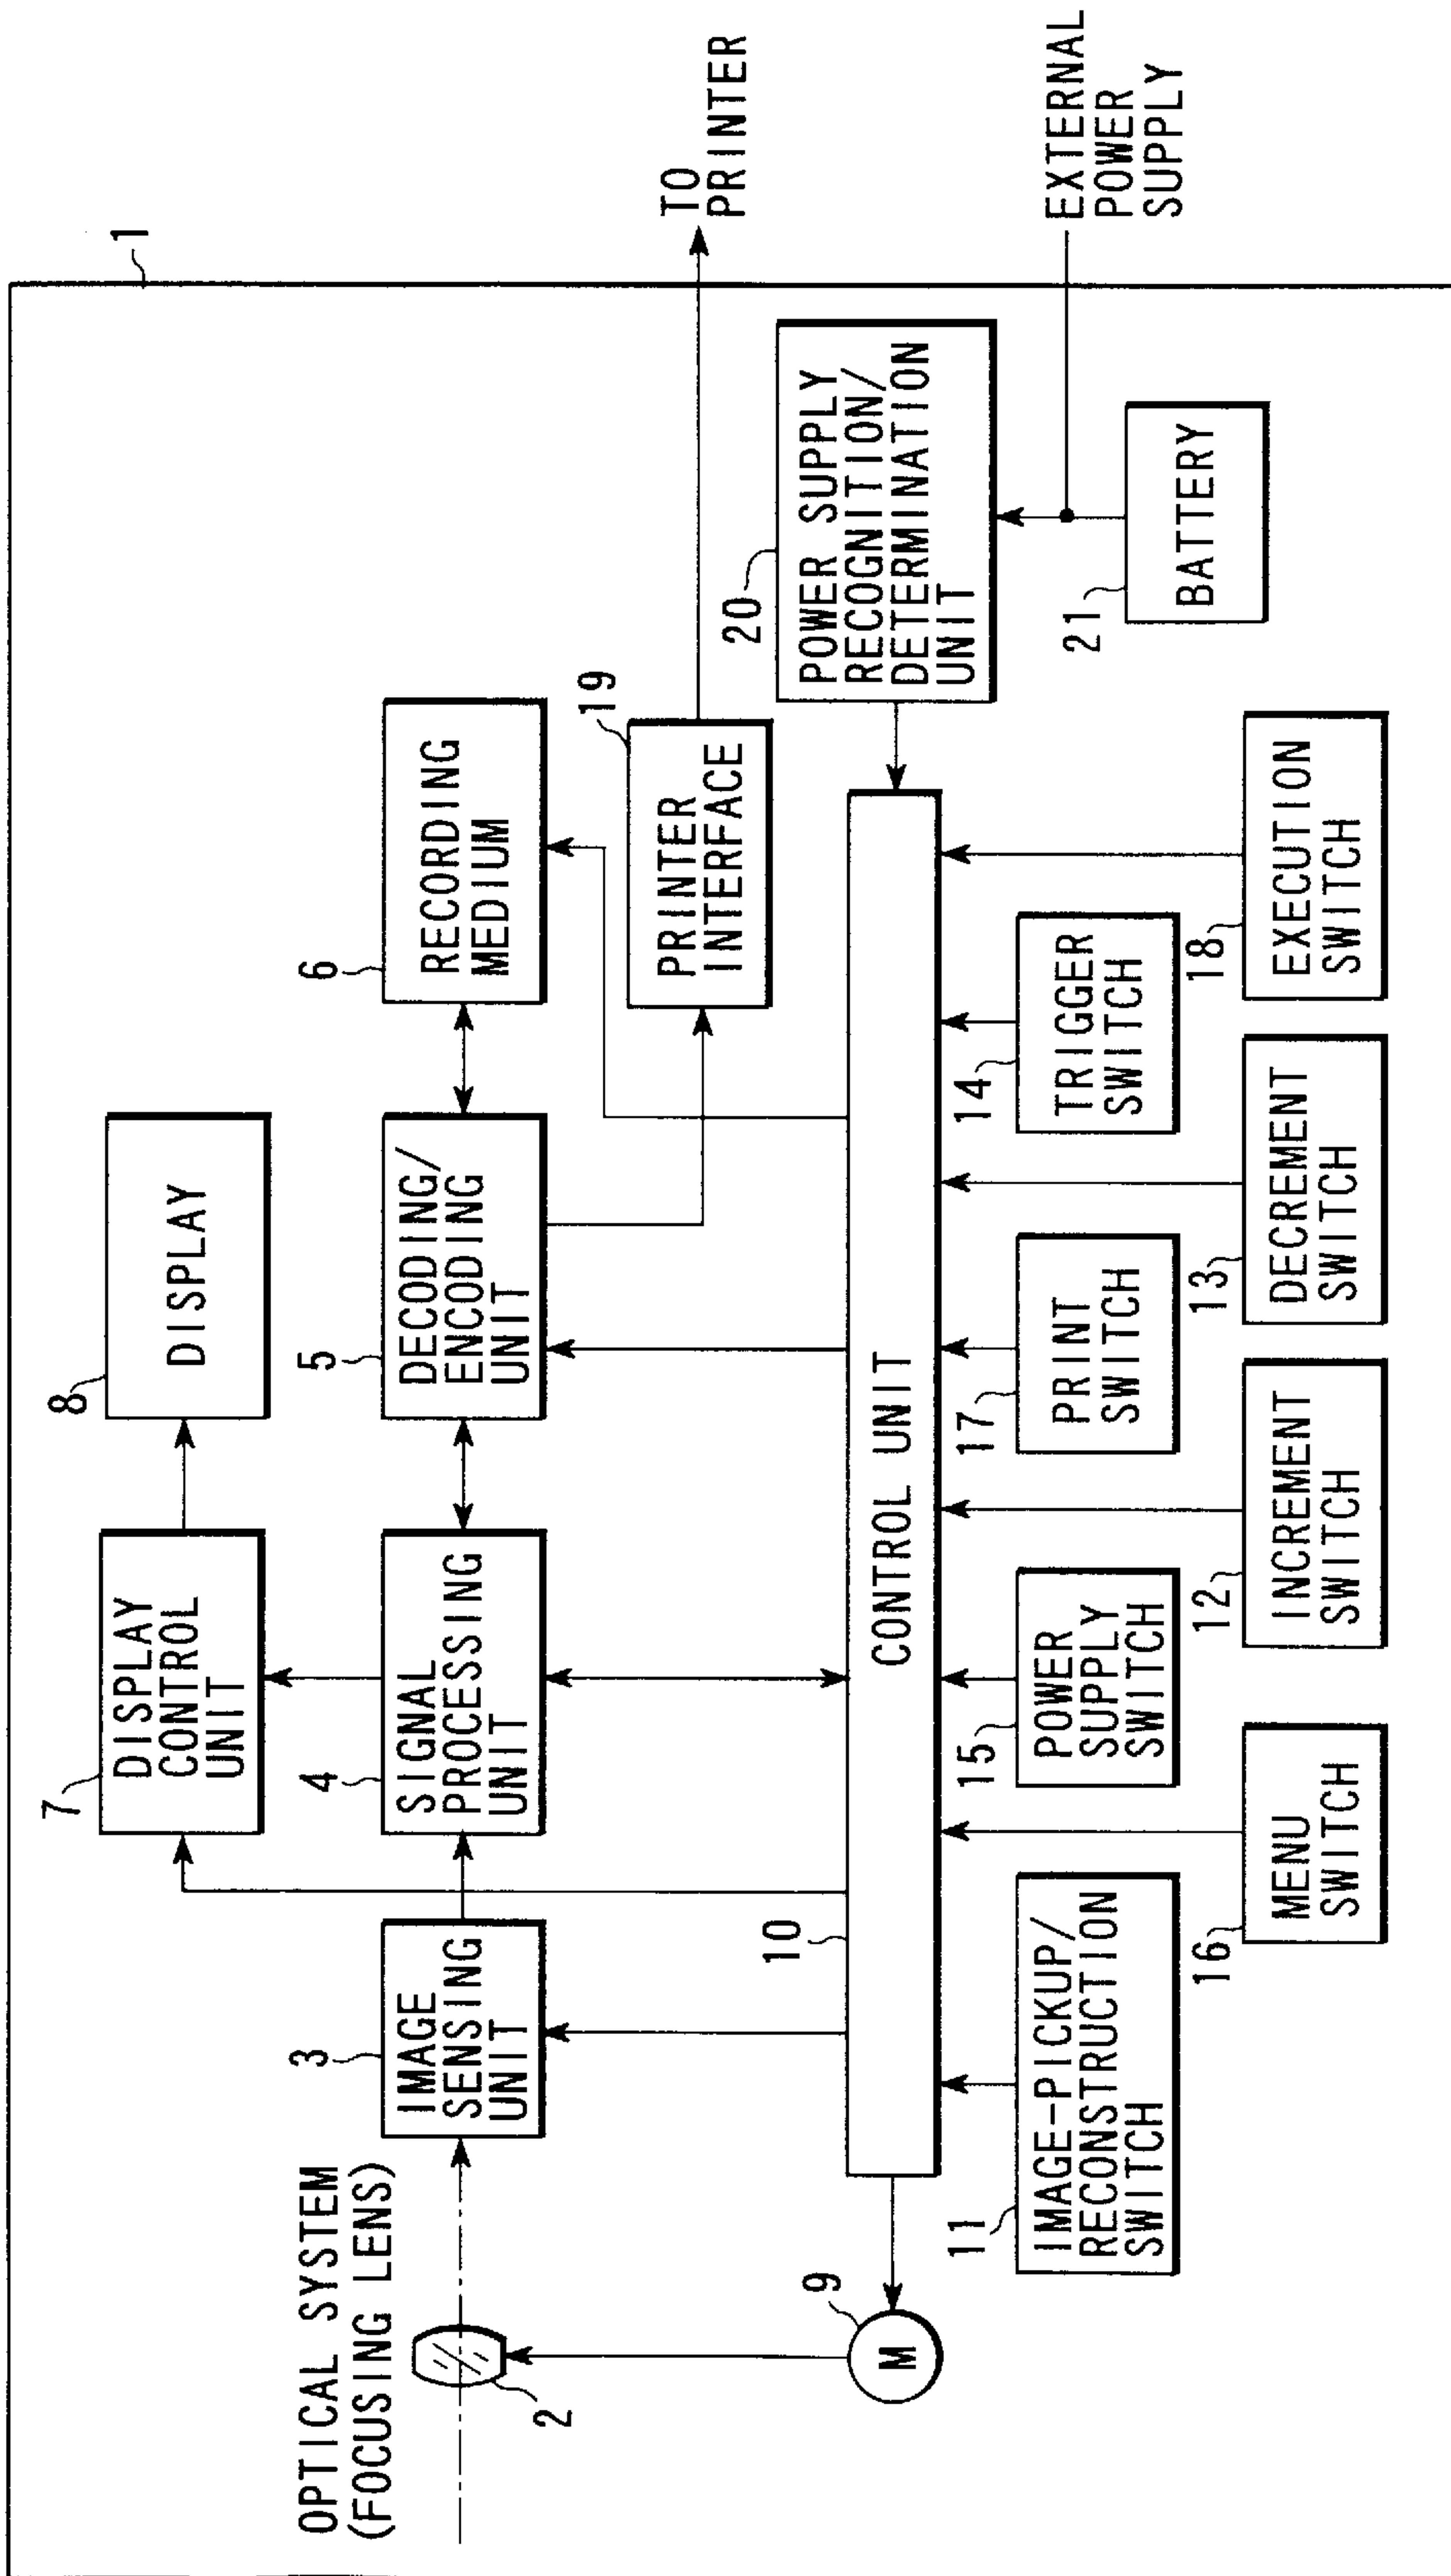 1
8
DISPLAY
7
DISPLAY
CONTROL
UNIT
OPTICAL SYSTEM
(FOCUSING LENS)
2
3
IMAGE
SENSING
UNIT
4
SIGNAL
PROCESSING
UNIT
5
DECODING/
ENCODING
UNIT
6
RECORDING
MEDIUM
19
PRINTER
INTERFACE
TO
PRINTER
9
M
10
CONTROL UNIT
20
POWER SUPPLY
RECOGNITION/
DETERMINATION
UNIT
EXTERNAL
POWER
SUPPLY
21
BATTERY
11
IMAGE-PICKUP/
RECONSTRUCTION
SWITCH
15
POWER
SUPPLY
SWITCH
17
PRINT
SWITCH
14
TRIGGER
SWITCH
16
MENU
SWITCH
12
INCREMENT
SWITCH
13
DECREMENT
SWITCH
18
EXECUTION
SWITCH